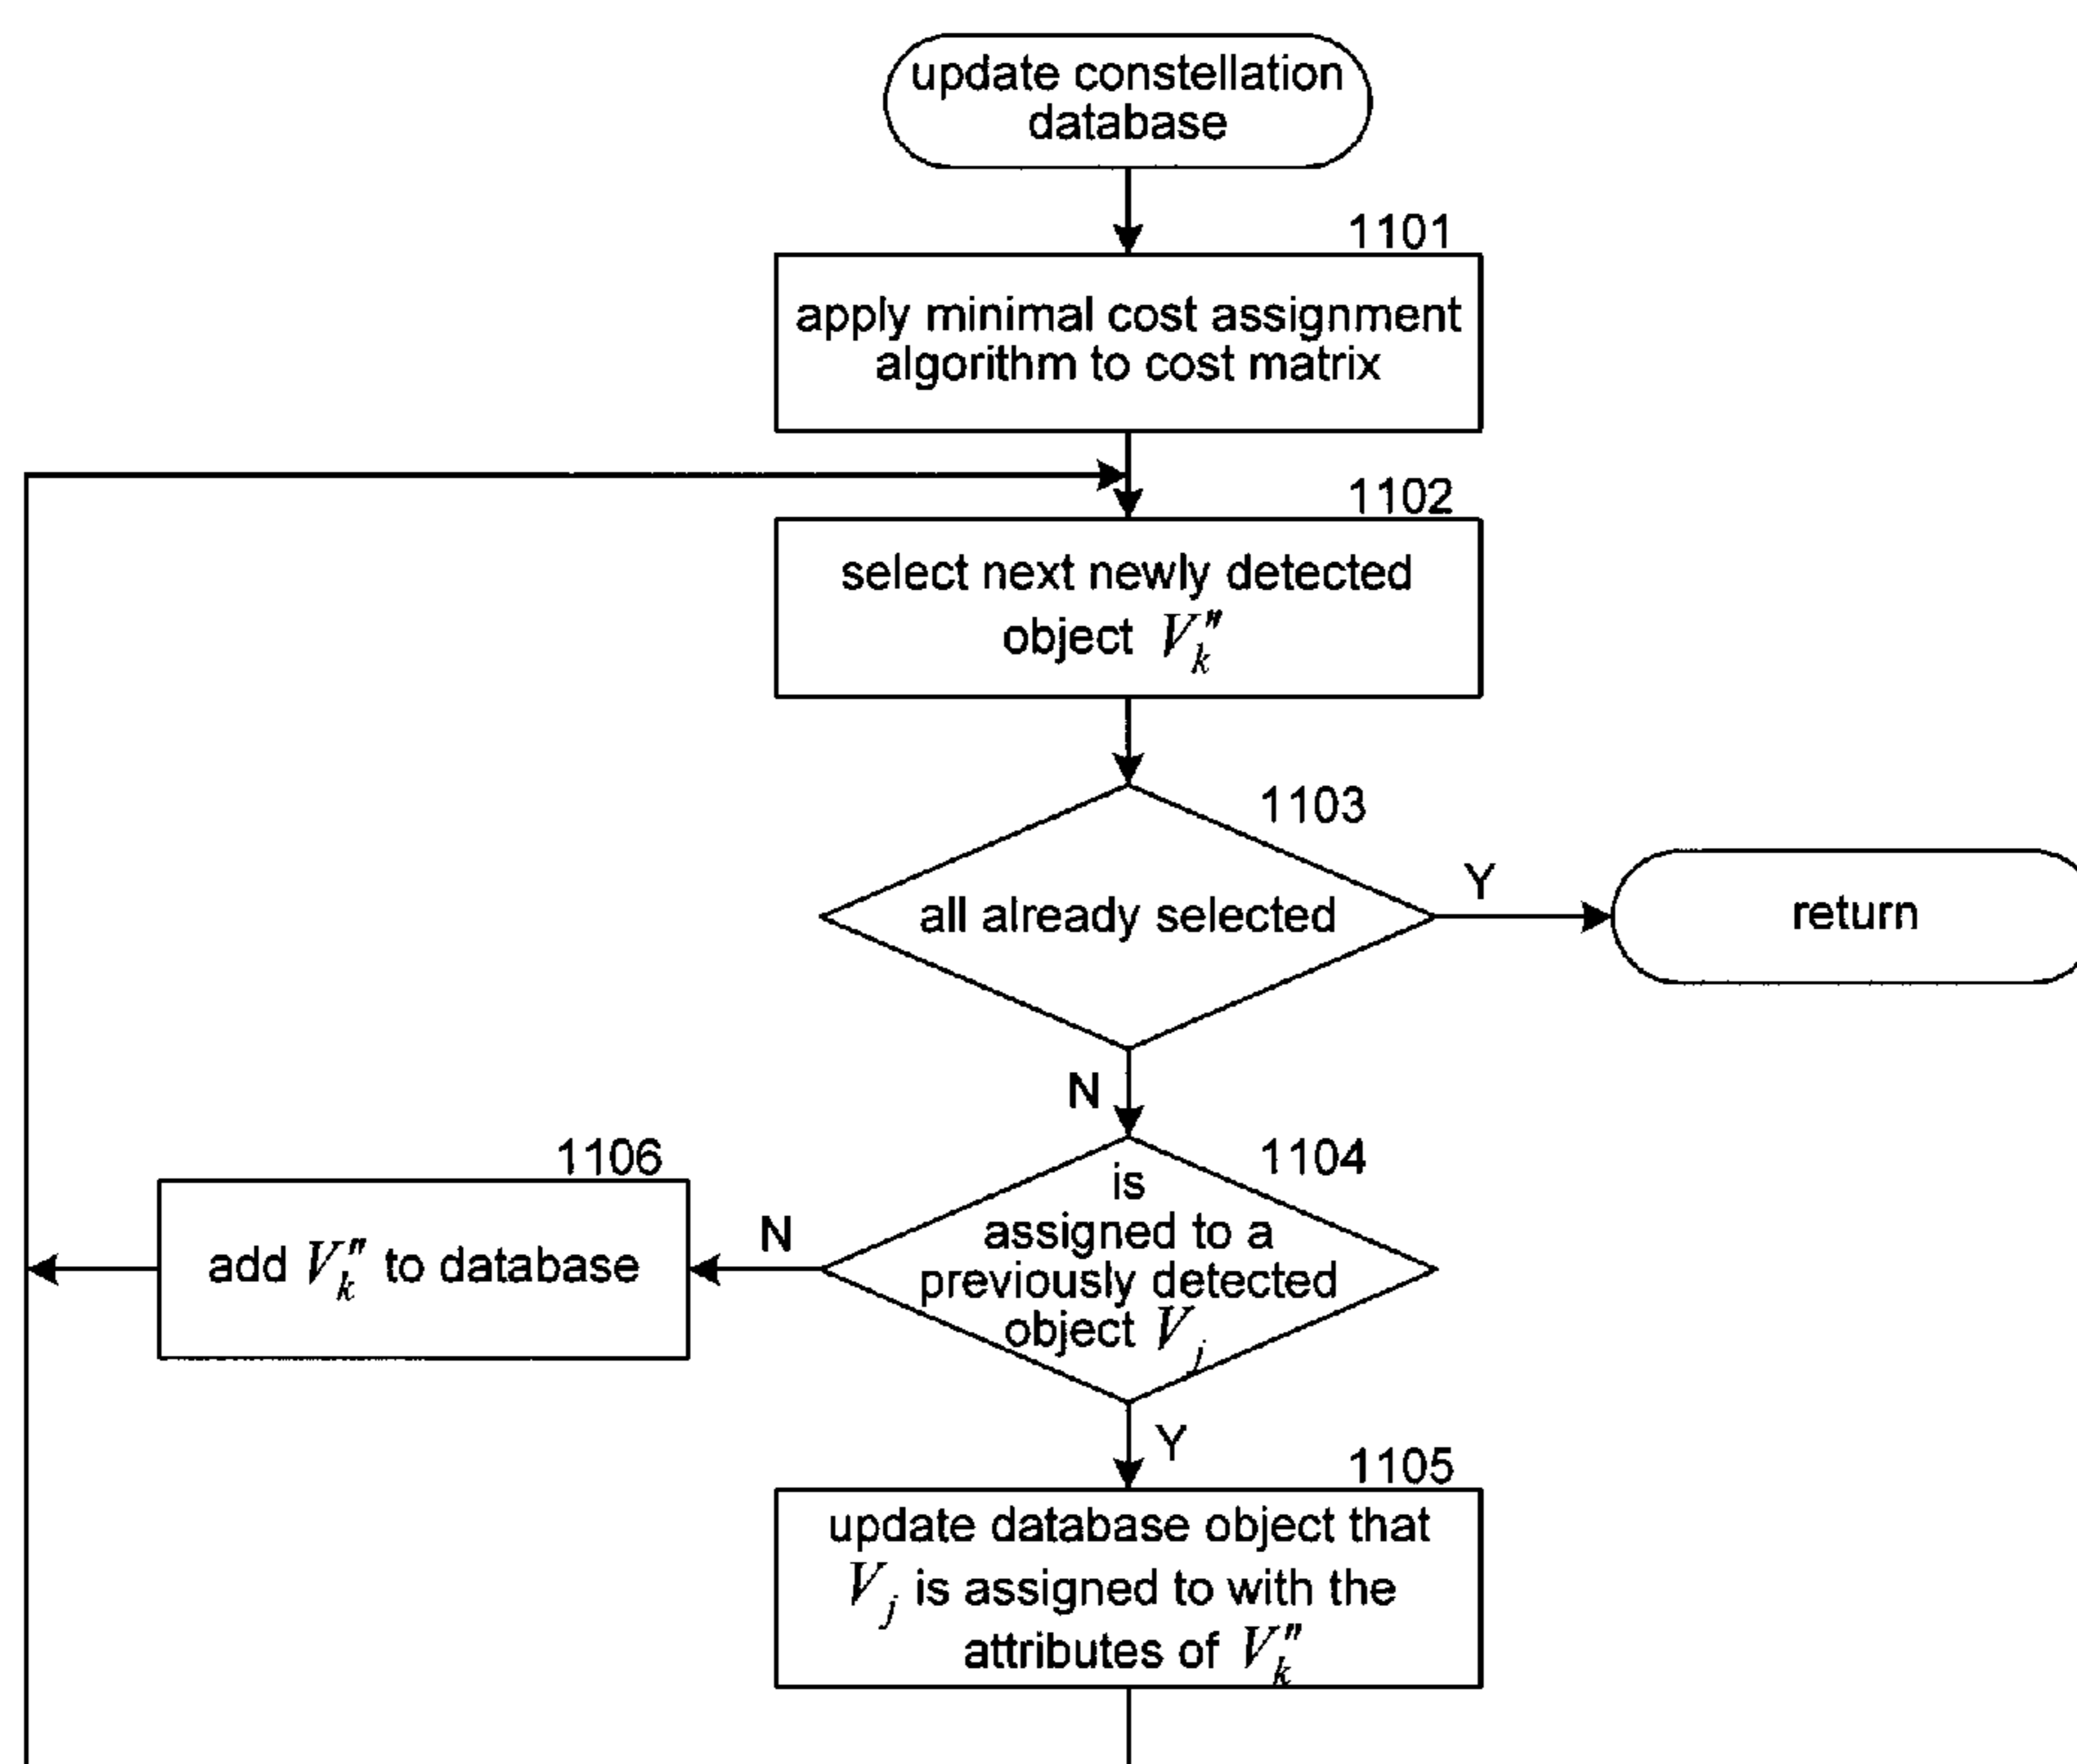 update constellation
database
1101
apply minimal cost assignment
algorithm to cost matrix
1102
select next newly detected
object V″k
1103
all already selected
Y
return
N
1104
is
assigned to a
previously detected
object Vj
N
1106
add V″k to database
Y
1105
update database object that
Vj is assigned to with the
attributes of V″k